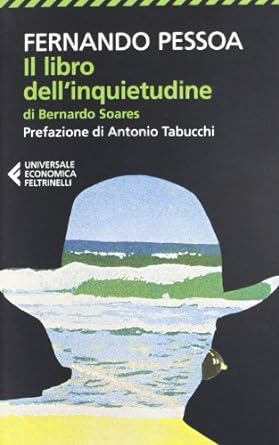 FERNANDO PESSOA
Il libro
dell'inquietudine
di Bernardo Soares
Prefazione di Antonio Tabucchi
UNIVERSALE
ECONOMICA
FELTRINELLI